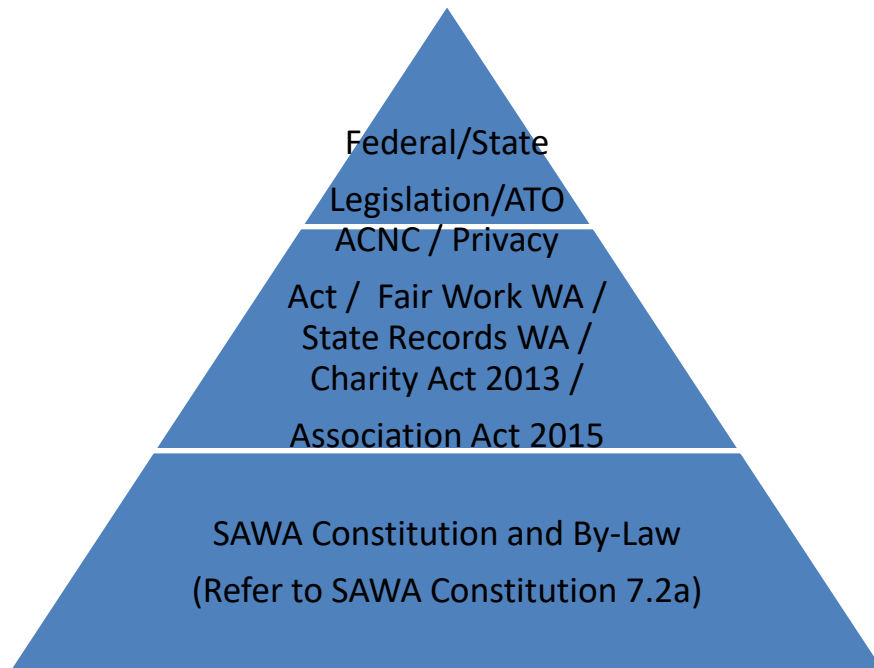 Federal/State
Legislation/ATO
ACNC / Privacy
Act /  Fair Work WA /
State Records WA /
Charity Act 2013 /
Association Act 2015
SAWA Constitution and By-Law
(Refer to SAWA Constitution 7.2a)